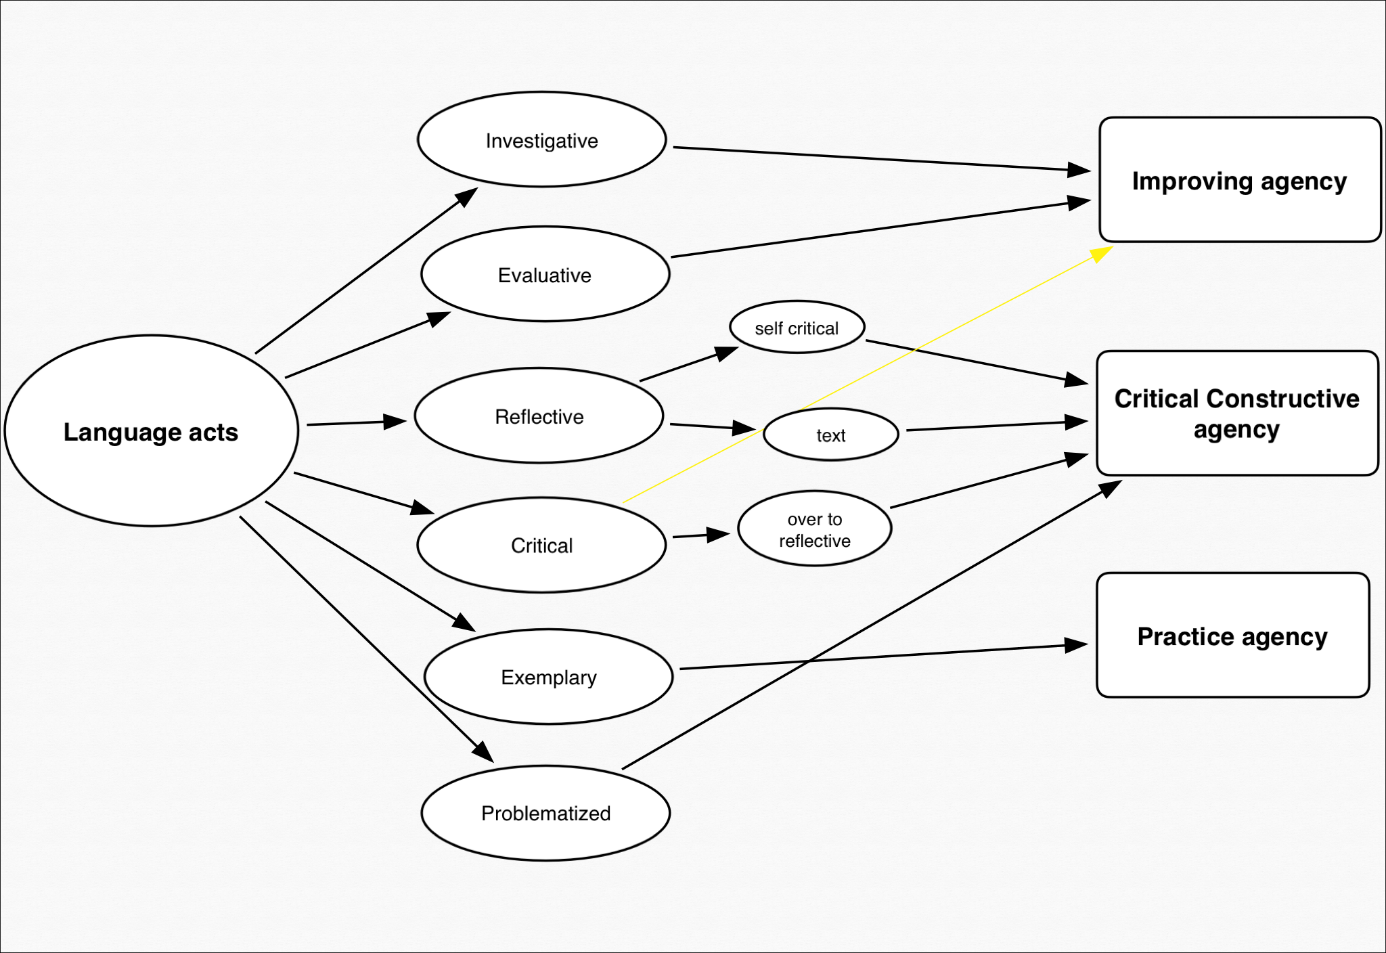 Investigative
Improving agency
Evaluative
self critical
Language acts
Reflective
text
Critical Constructive
agency
Critical
over to
reflective
Exemplary
Practice agency
Problematized